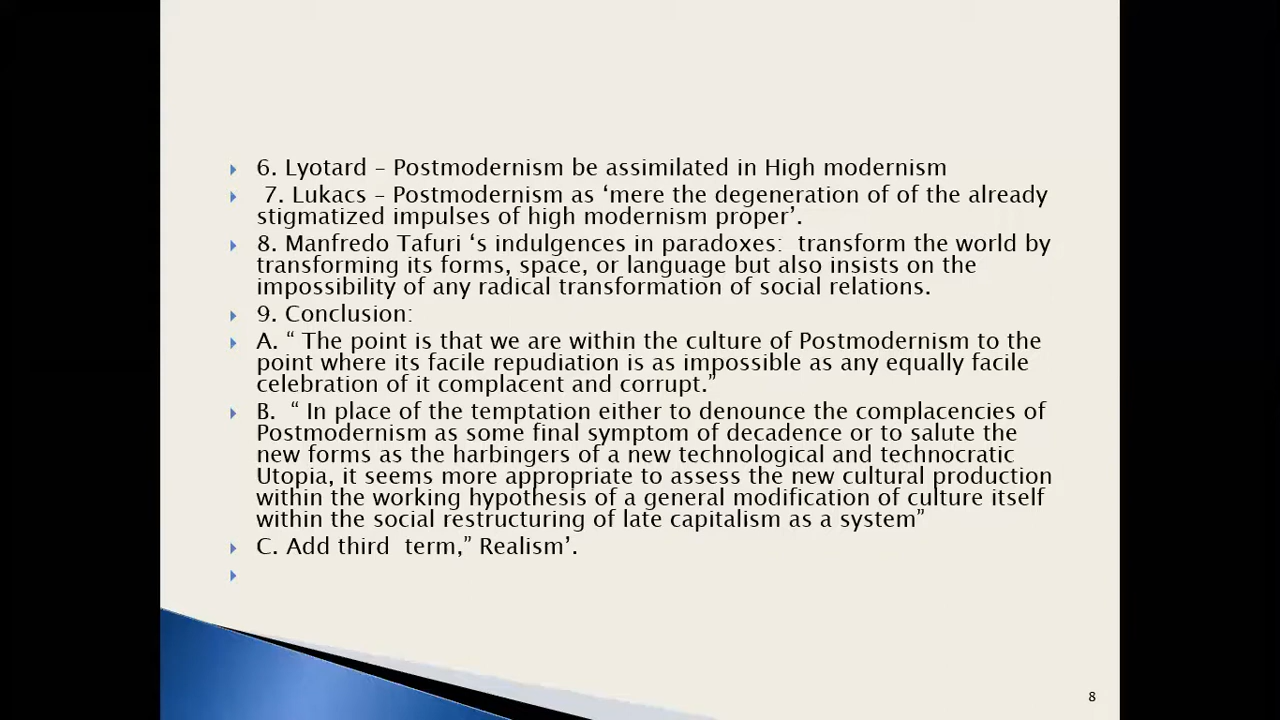 6. Lyotard – Postmodernism be assimilated in High modernism
7. Lukacs – Postmodernism as ‘mere the degeneration of of the already
stigmatized impulses of high modernism proper’.
8. Manfredo Tafuri ‘s indulgences in paradoxes:  transform the world by
transforming its forms, space, or language but also insists on the
impossibility of any radical transformation of social relations.
9. Conclusion:
A. “ The point is that we are within the culture of Postmodernism to the
point where its facile repudiation is as impossible as any equally facile
celebration of it complacent and corrupt.”
B.  “ In place of the temptation either to denounce the complacencies of
Postmodernism as some final symptom of decadence or to salute the
new forms as the harbingers of a new technological and technocratic
Utopia, it seems more appropriate to assess the new cultural production
within the working hypothesis of a general modification of culture itself
within the social restructuring of late capitalism as a system”
C. Add third  term,” Realism’.
8